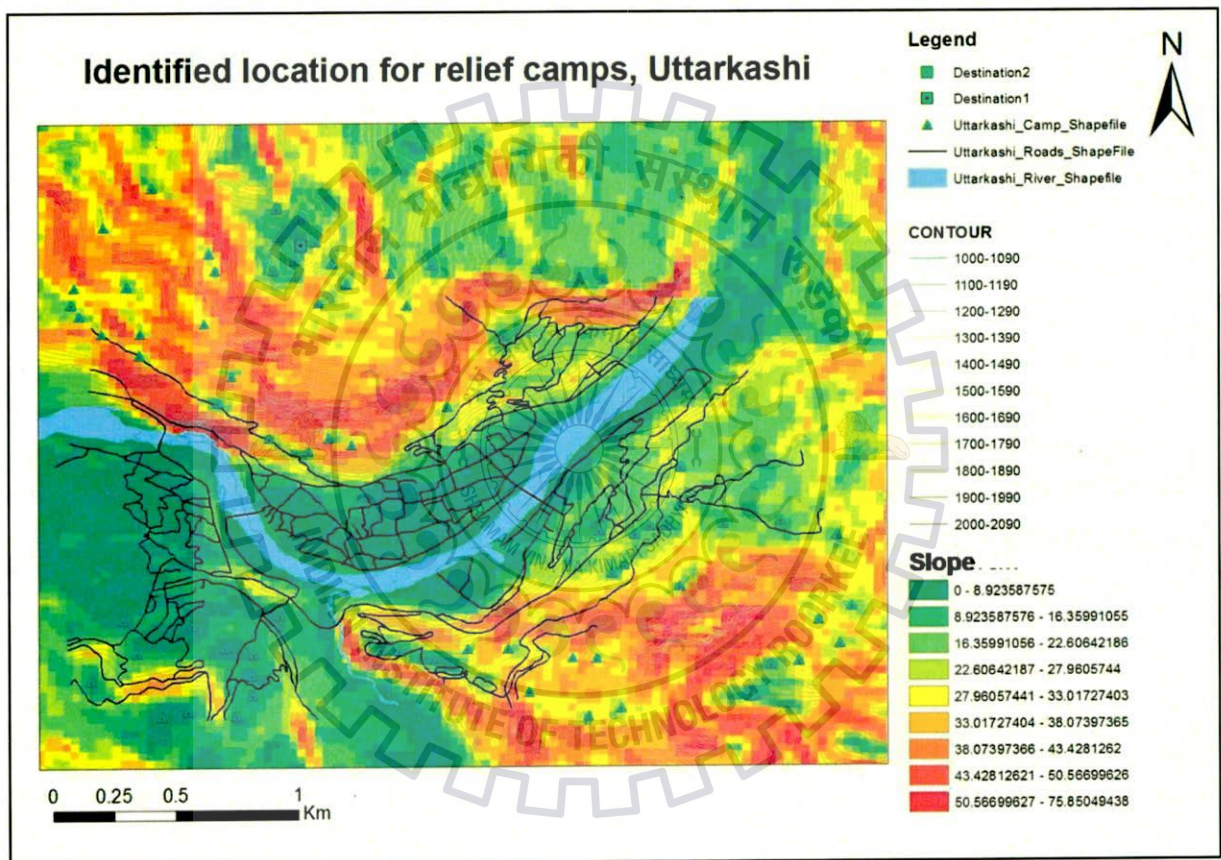 Identified location for relief camps, Uttarkashi
Legend
Destination2
Destination1
Uttarkashi_Camp_Shapefile
Uttarkashi_Roads_ShapeFile
Uttarkashi_River_Shapefile
N
CONTOUR
1000-1090
1100-1190
1200-1290
1300-1390
1400-1490
1500-1590
1600-1690
1700-1790
1800-1890
1900-1990
2000-2090
Slope
0 - 8.923587575
8.923587576 - 16.35991055
16.35991056 - 22.60642186
22.60642187 - 27.9605744
27.96057441 - 33.01727403
33.01727404 - 38.07397365
38.07397366 - 43.4281262
43.42812621 - 50.56699626
50.56699627 - 75.85049438
0 0.25 0.5 1
Km
प्रौद्योगिकी संस्थान
INSTITUTE OF TECHNOLOGY ROORKEE